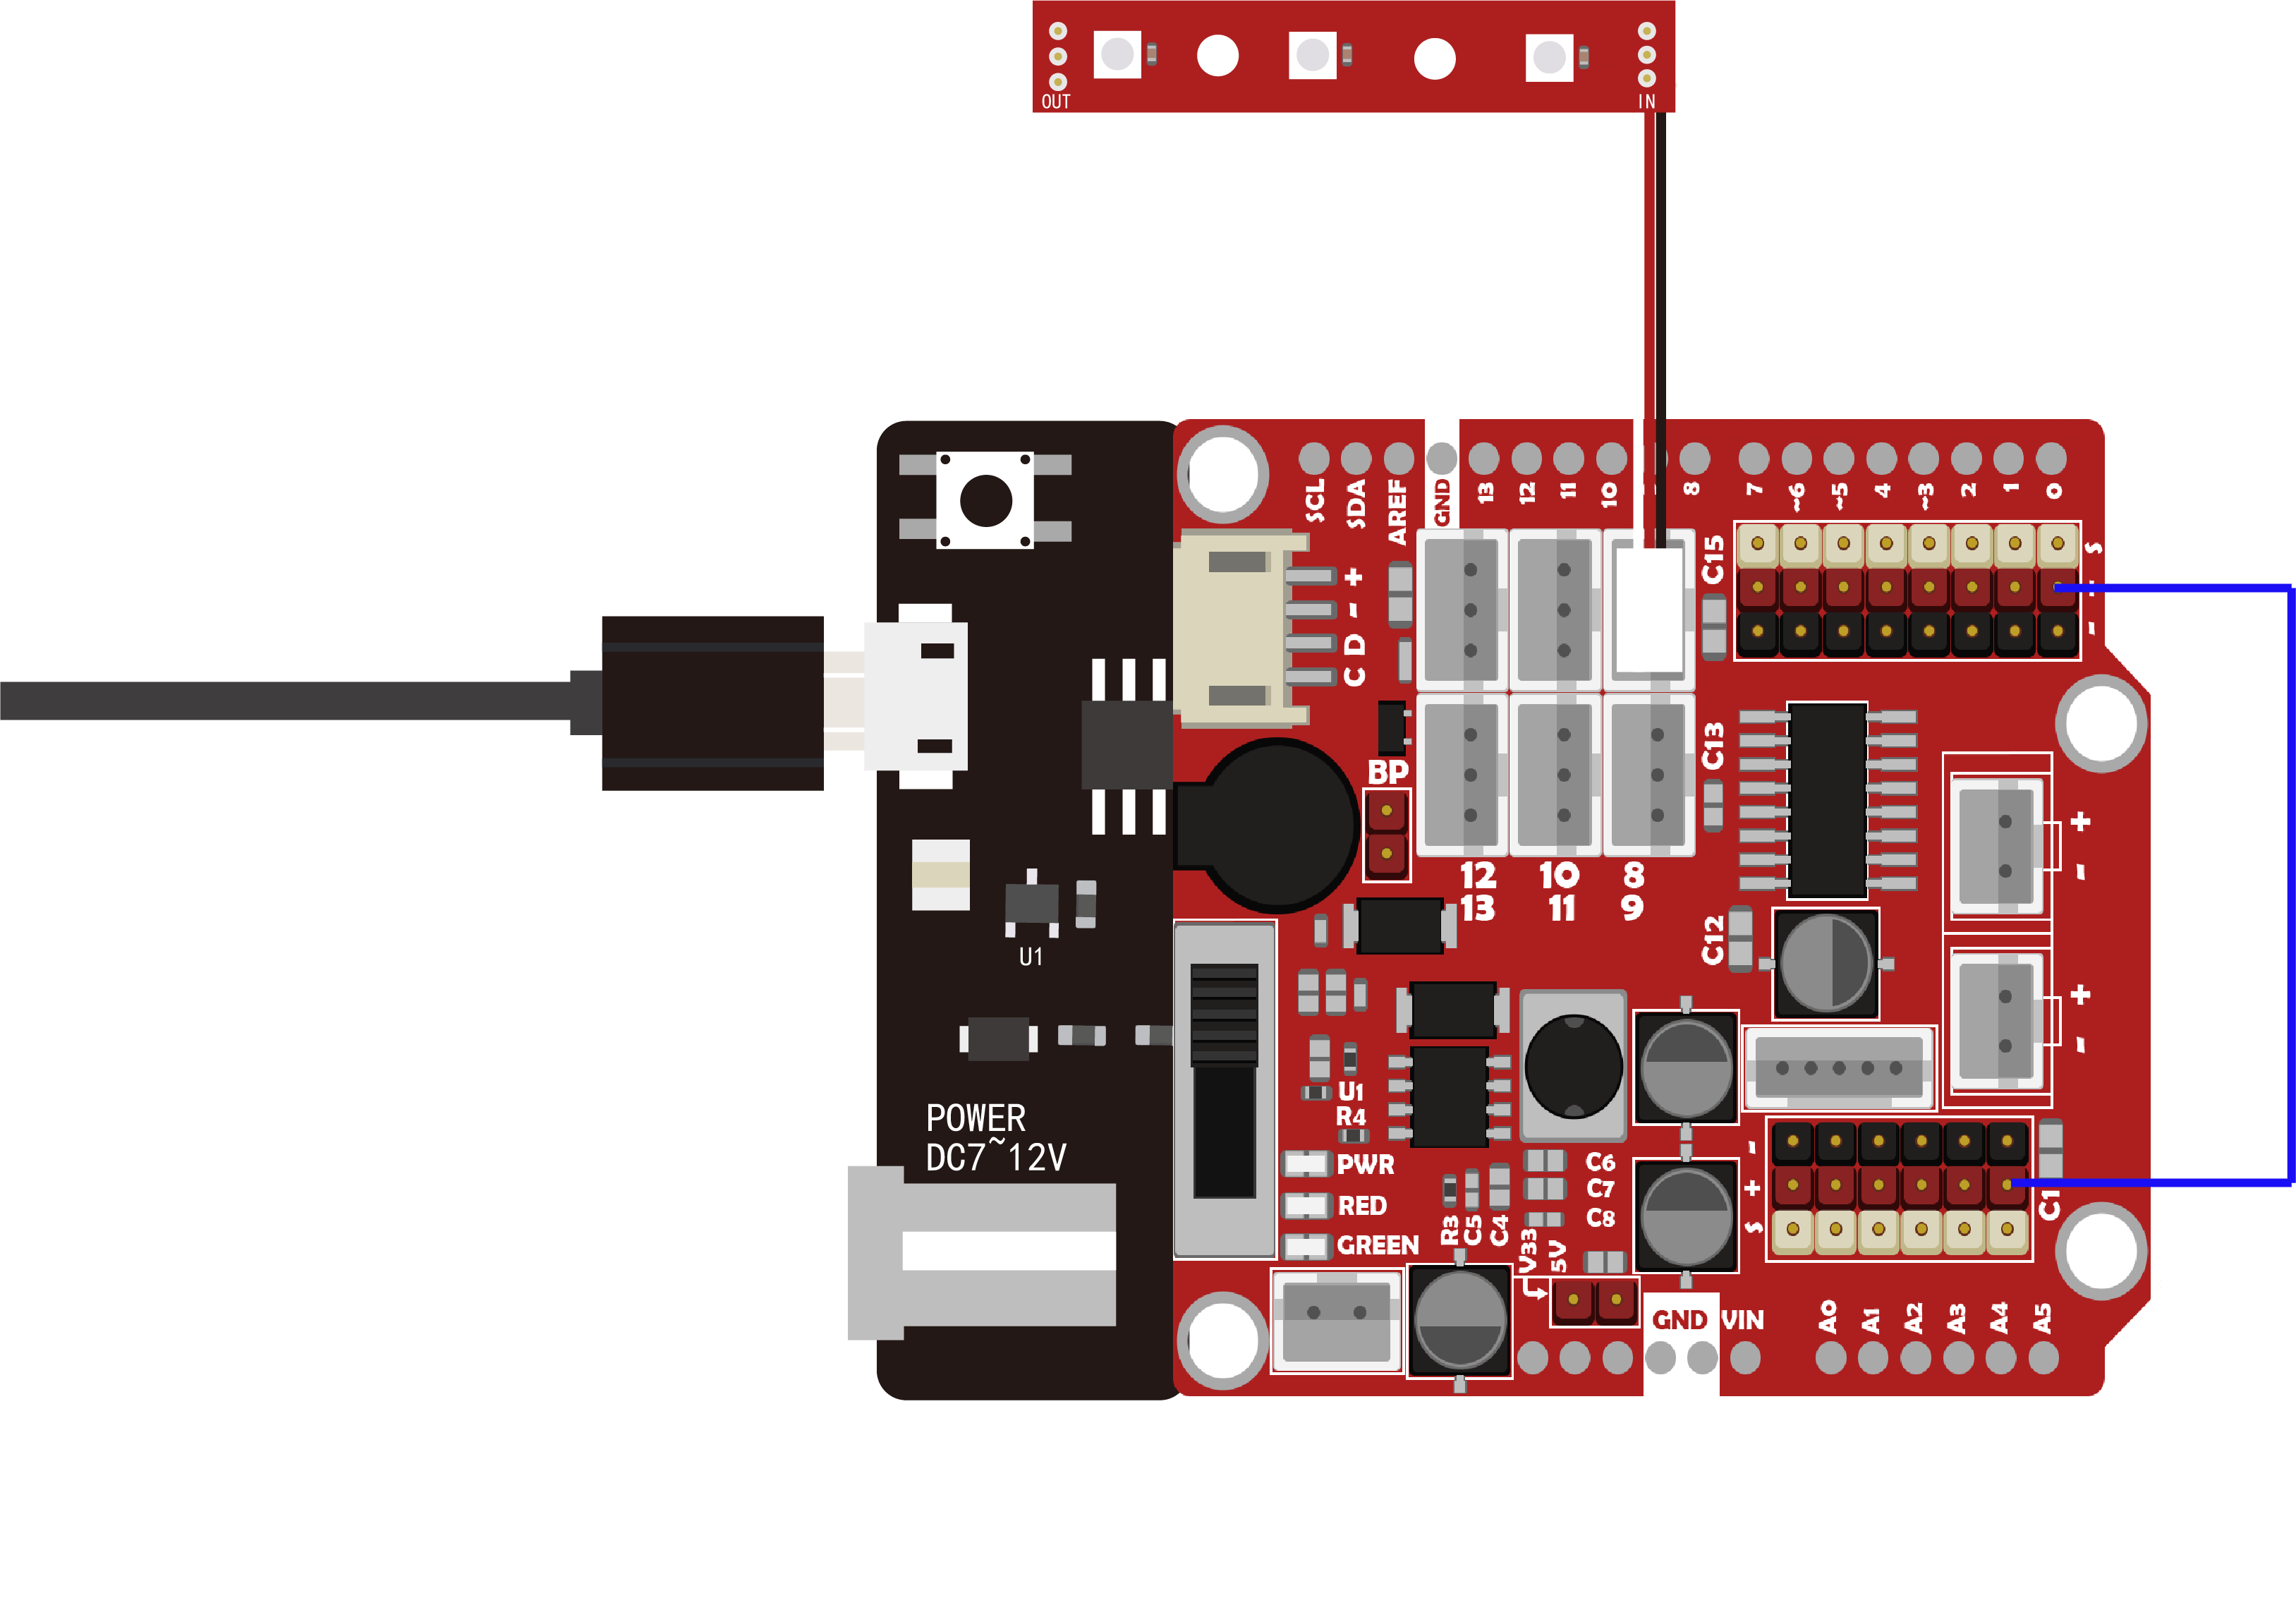 OUT
IN
SCL
SDA
AREF
GND
13
12
11
10
8
7
~6
~5
4
~3
2
1
0
S
-
C15
+
-
D
C
C13
BP
12
13
10
11
8
9
+
-
C12
+
-
U1
U1
R4
POWER
DC7~12V
PWR
RED
GREEN
R3
C5
C4
C6
C7
C8
V33
5V
-
+
S
C1
GND
VIN
A0
A1
A2
A3
A4
A5